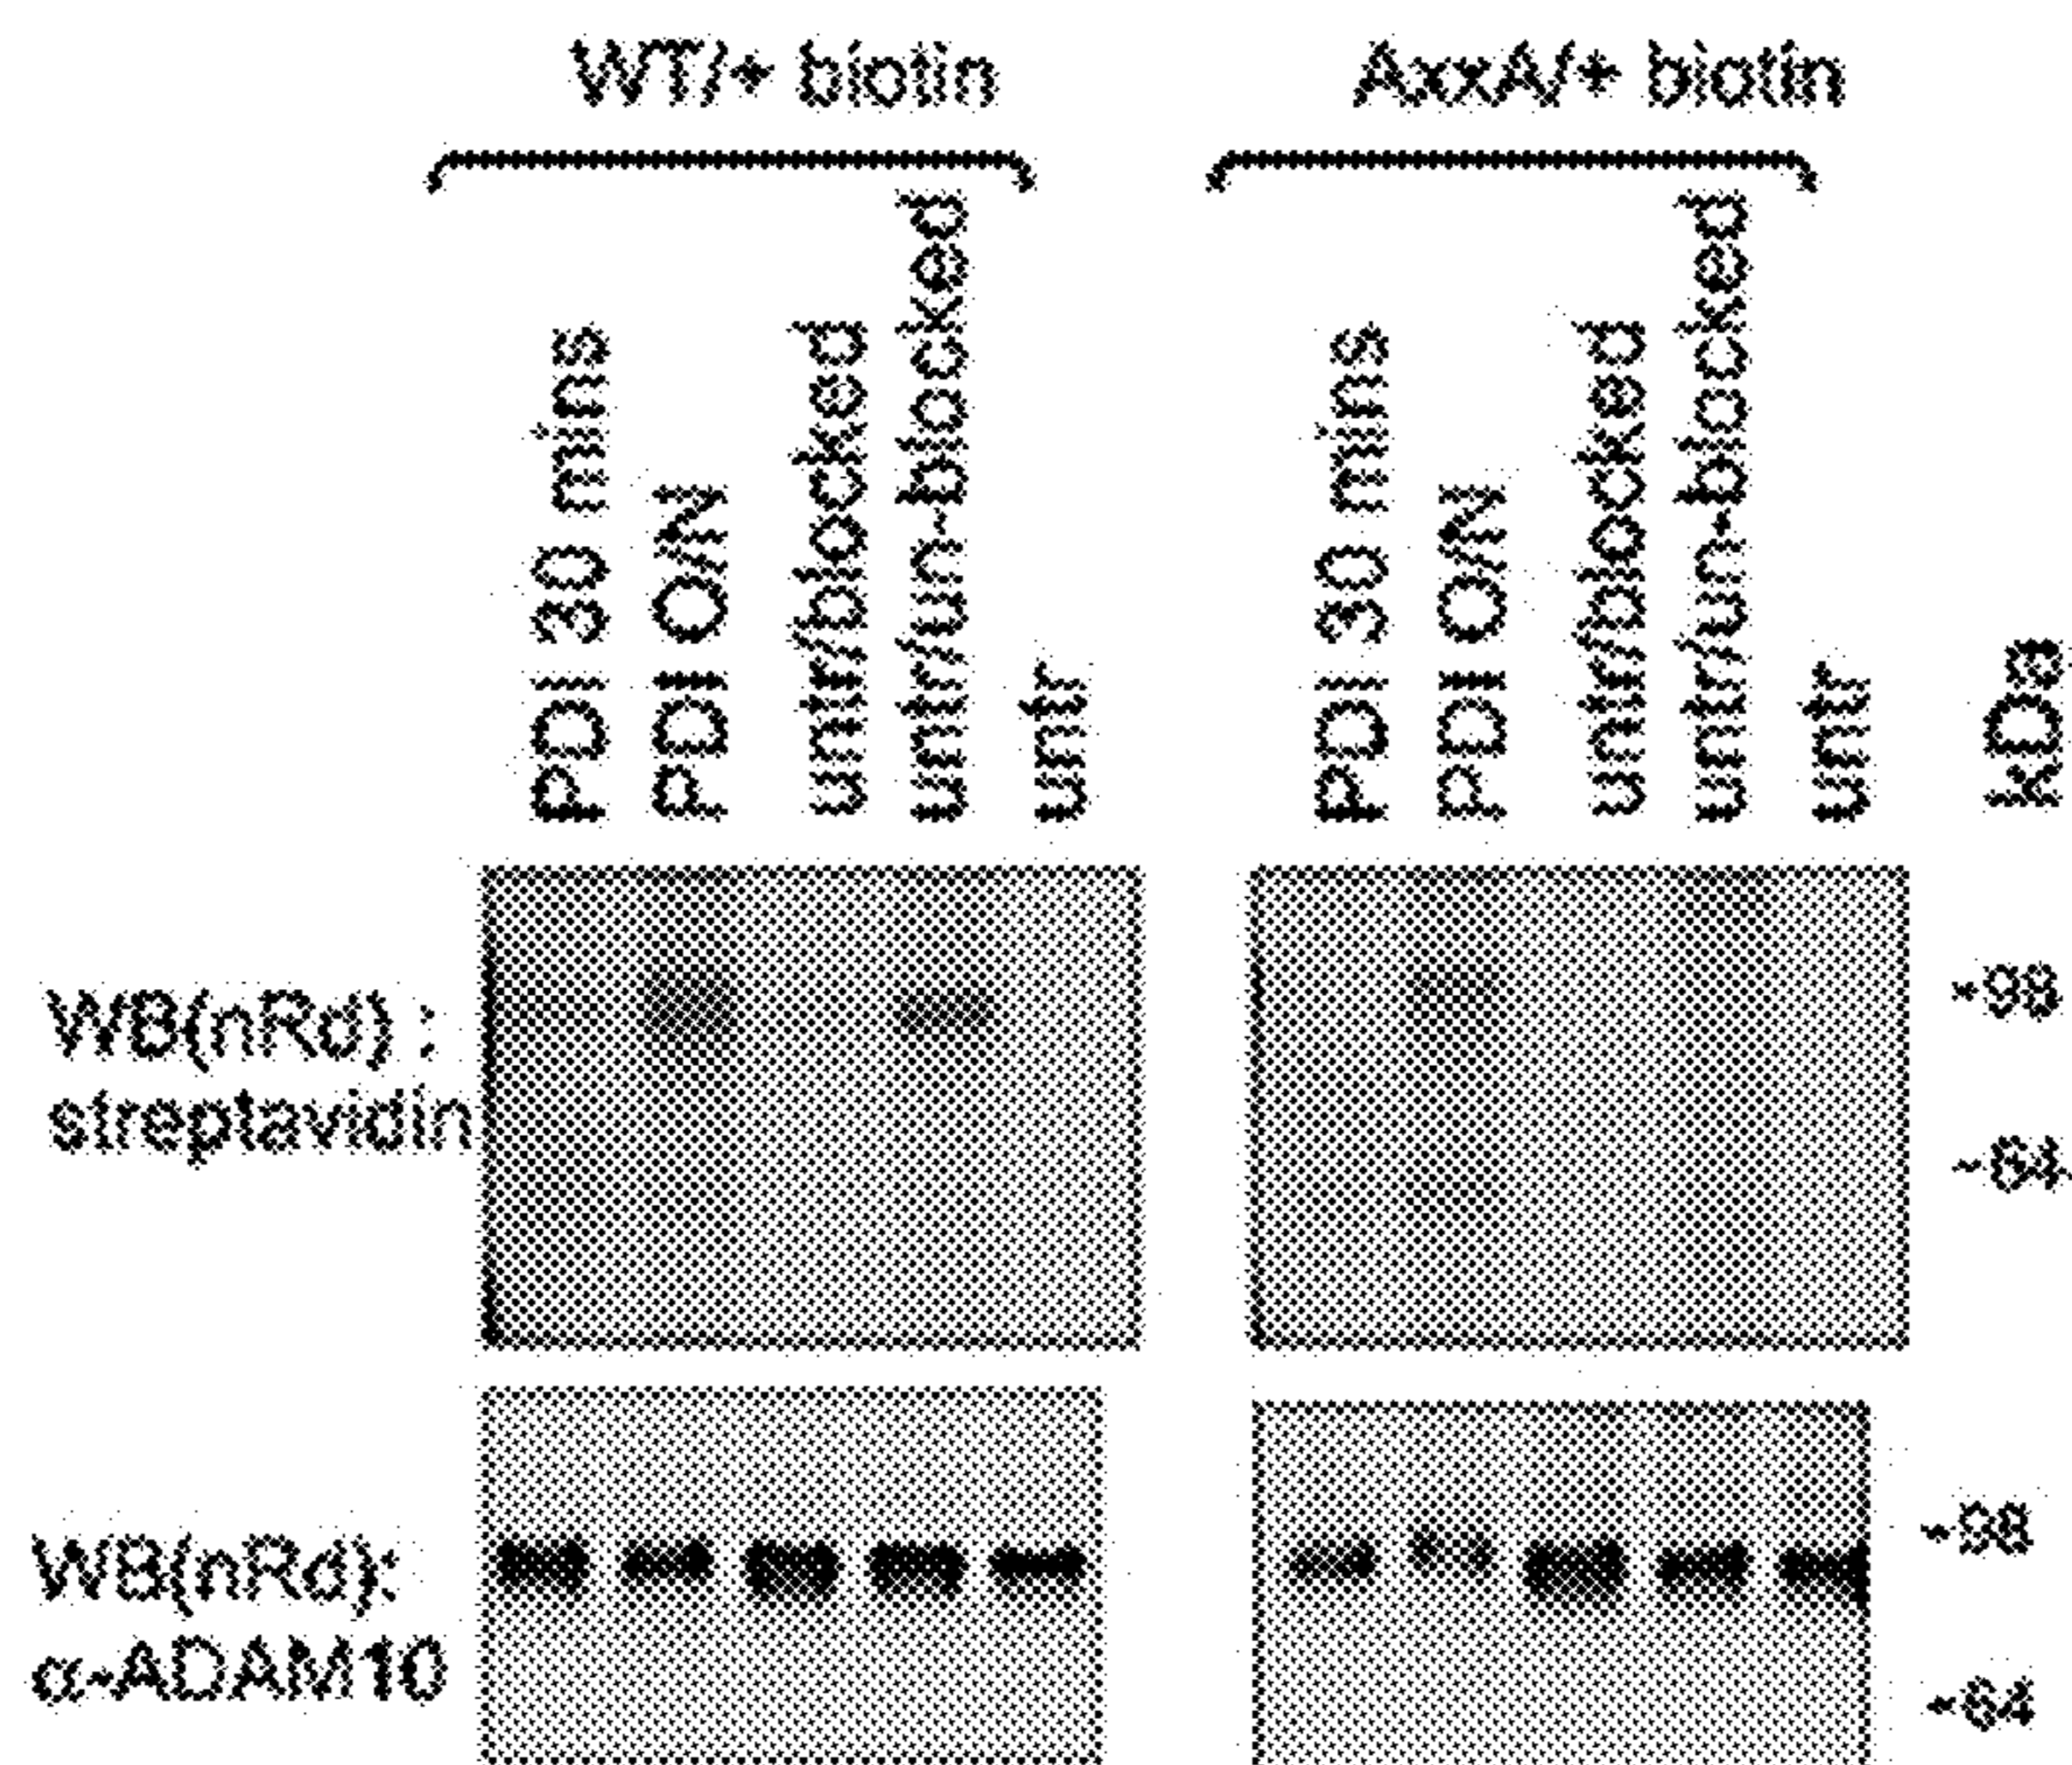 WT/+ biotin
AxxA/+ biotin
PDI 30 mins
PDI O/N
untr/blocked
untr/un-blocked
untr
PDI 30 mins
PDI O/N
untr/blocked
untr/un-blocked
untr
kDa
WB(nRd) :
streptavidin
-98
-64
WB(nRd):
α-ADAM10
-98
-64